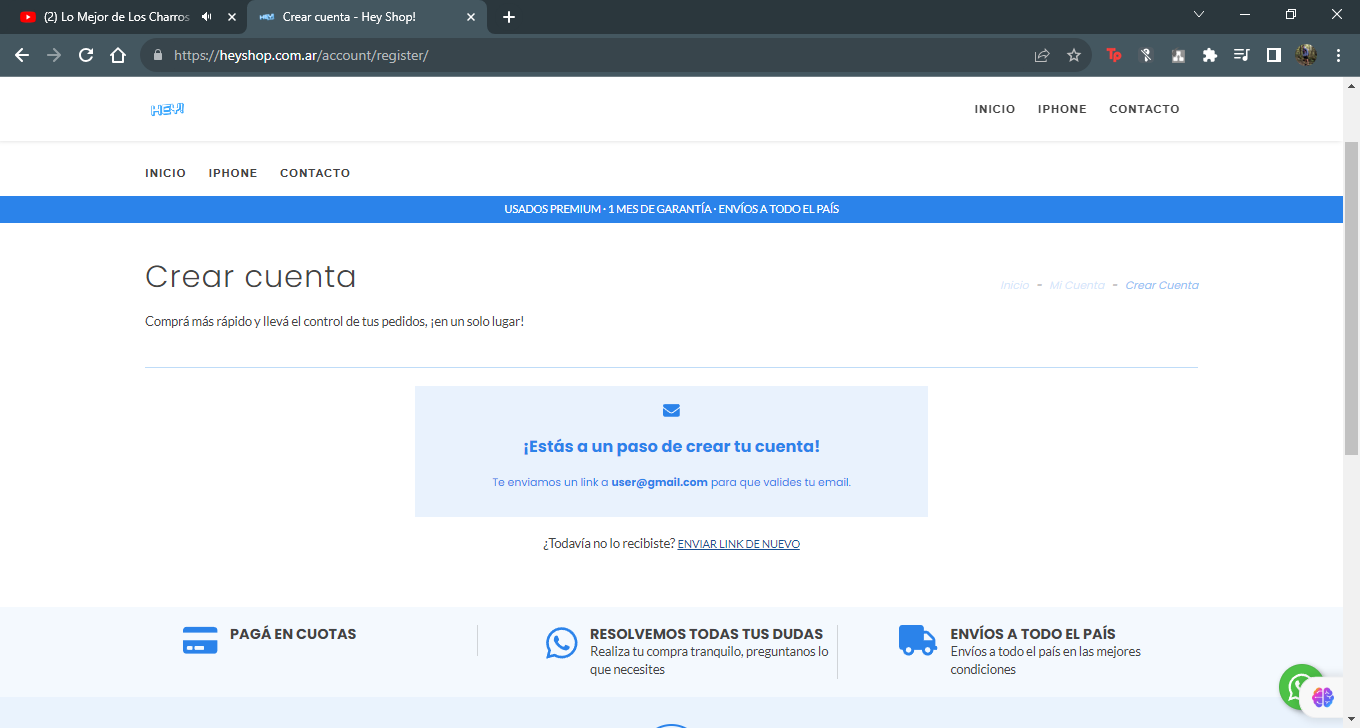 (2) Lo Mejor de Los Charros
Crear cuenta - Hey Shop!
https://heyshop.com.ar/account/register/
Tp
HEY!
INICIO IPHONE CONTACTO
INICIO IPHONE CONTACTO
USADOS PREMIUM · 1 MES DE GARANTÍA · ENVÍOS A TODO EL PAÍS
Crear cuenta
Inicio - Mi Cuenta - Crear Cuenta
Comprá más rápido y llevá el control de tus pedidos, ¡en un solo lugar!
¡Estás a un paso de crear tu cuenta!
Te enviamos un link a user@gmail.com para que valides tu email.
¿Todavía no lo recibiste? ENVIAR LINK DE NUEVO
PAGÁ EN CUOTAS
RESOLVEMOS TODAS TUS DUDAS
Realiza tu compra tranquilo, preguntanos lo
que necesites
ENVÍOS A TODO EL PAÍS
Envíos a todo el país en las mejores
condiciones